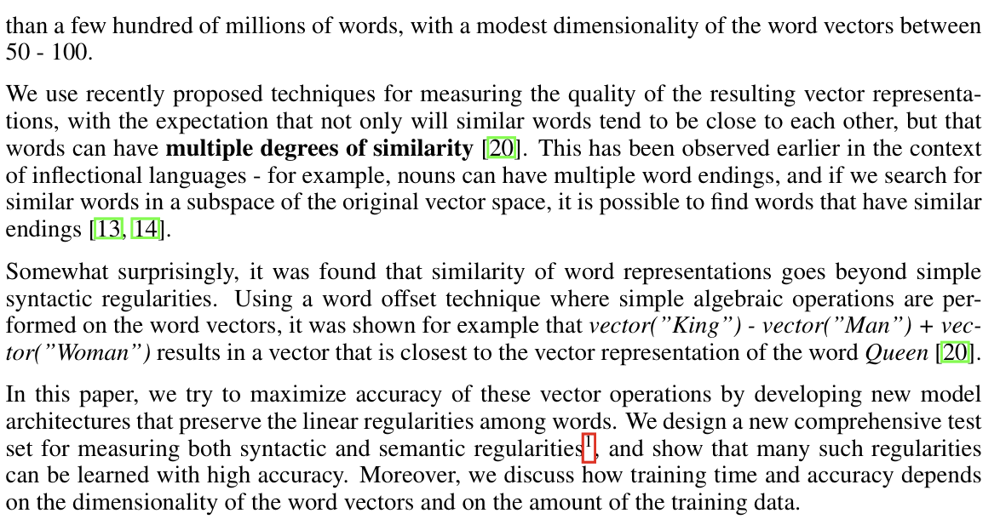 than a few hundred of millions of words, with a modest dimensionality of the word vectors between
50 - 100.
We use recently proposed techniques for measuring the quality of the resulting vector representa-
tions, with the expectation that not only will similar words tend to be close to each other, but that
words can have multiple degrees of similarity [20]. This has been observed earlier in the context
of inflectional languages - for example, nouns can have multiple word endings, and if we search for
similar words in a subspace of the original vector space, it is possible to find words that have similar
endings [13, 14].
Somewhat surprisingly, it was found that similarity of word representations goes beyond simple
syntactic regularities. Using a word offset technique where simple algebraic operations are per-
formed on the word vectors, it was shown for example that vector(”King”) - vector(”Man”) + vec-
tor(”Woman”) results in a vector that is closest to the vector representation of the word Queen [20].
In this paper, we try to maximize accuracy of these vector operations by developing new model
architectures that preserve the linear regularities among words. We design a new comprehensive test
set for measuring both syntactic and semantic regularities¹, and show that many such regularities
can be learned with high accuracy. Moreover, we discuss how training time and accuracy depends
on the dimensionality of the word vectors and on the amount of the training data.